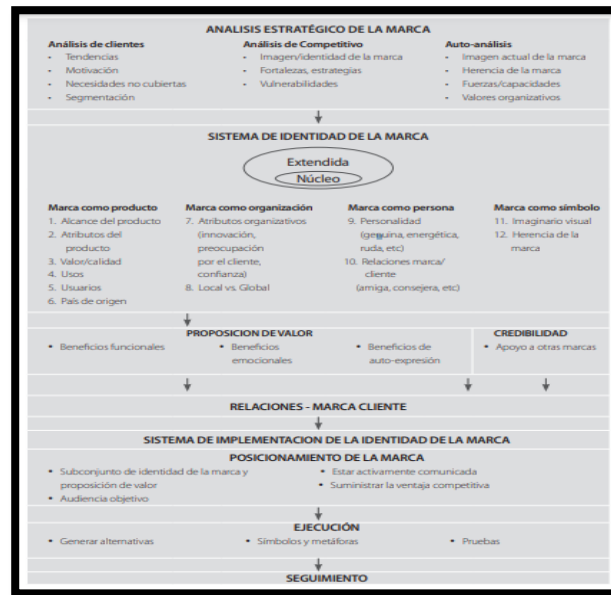 ANALISIS ESTRATÉGICO DE LA MARCA
Análisis de clientes
- Tendencias
- Motivación
- Necesidades no cubiertas
- Segmentación
Análisis de Competitivo
- Imagen/identidad de la marca
- Fortalezas, estrategias
- Vulnerabilidades
Auto-análisis
- Imagen actual de la marca
- Herencia de la marca
- Fuerzas/capacidades
- Valores organizativos
SISTEMA DE IDENTIDAD DE LA MARCA
Extendida
Núcleo
Marca como producto
1. Alcance del producto
2. Atributos del
producto
3. Valor/calidad
4. Usos
5. Usuarios
6. País de origen
Marca como organización
7. Atributos organizativos
(innovación,
preocupación
por el cliente,
confianza)
8. Local vs. Global
Marca como persona
9. Personalidad
(genuina, energética,
ruda, etc)
10. Relaciones marca/
cliente
(amiga, consejera, etc)
Marca como símbolo
11. Imaginario visual
12. Herencia de la
marca
PROPOSICION DE VALOR
• Beneficios funcionales
• Beneficios
emocionales
• Beneficios de
auto-expresión
CREDIBILIDAD
• Apoyo a otras marcas
RELACIONES - MARCA CLIENTE
SISTEMA DE IMPLEMENTACION DE LA IDENTIDAD DE LA MARCA
POSICIONAMIENTO DE LA MARCA
• Subconjunto de identidad de la marca y
proposición de valor
• Audiencia objetivo
• Estar activamente comunicada
• Suministrar la ventaja competitiva
EJECUCIÓN
• Generar alternativas
• Símbolos y metáforas
• Pruebas
SEGUIMIENTO